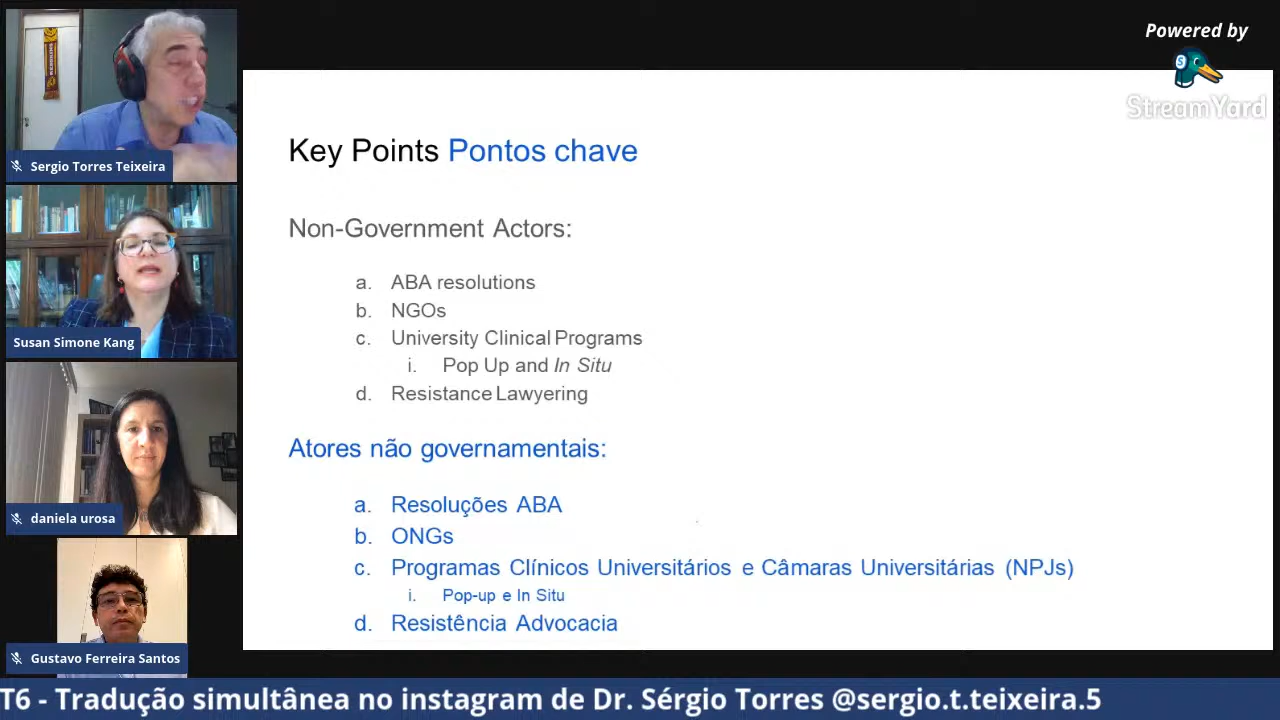 Powered by
StreamYard
Sergio Torres Teixeira
Susan Simone Kang
daniela urosa
Gustavo Ferreira Santos
Key Points Pontos chave
Non-Government Actors:
a. ABA resolutions
b. NGOs
c. University Clinical Programs
i. Pop Up and In Situ
d. Resistance Lawyering
Atores não governamentais:
a. Resoluções ABA
b. ONGs
c. Programas Clínicos Universitários e Câmaras Universitárias (NPJs)
i. Pop-up e In Situ
d. Resistência Advocacia
T6 - Tradução simultânea no instagram de Dr. Sérgio Torres @sergio.t.teixeira.5